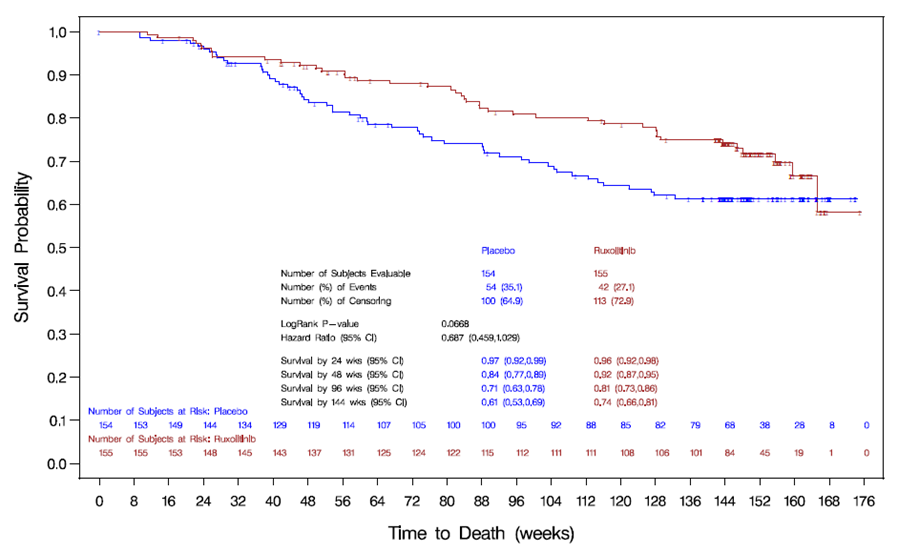 Survival Probability
1.0
0.9
0.8
0.7
0.6
0.5
0.4
0.3
0.2
0.1
0.0
Placebo Ruxolitinib
Number of Subjects Evaluable 154 155
Number (%) of Events 54 (35.1) 42 (27.1)
Number (%) of Censoring 100 (64.9) 113 (72.9)
LogRank P-value 0.0668
Hazard Ratio (95% CI) 0.687 (0.459,1.029)
Survival by 24 wks (95% CI) 0.97 (0.92,0.99) 0.96 (0.92,0.98)
Survival by 48 wks (95% CI) 0.84 (0.77,0.89) 0.92 (0.87,0.95)
Survival by 96 wks (95% CI) 0.71 (0.63,0.78) 0.81 (0.73,0.86)
Survival by 144 wks (95% CI) 0.61 (0.53,0.69) 0.74 (0.66,0.81)
Number of Subjects at Risk: Placebo
154 153 149 144 134 129 119 114 107 105 100 100 95 92 88 85 82 79 68 38 28 8 0
Number of Subjects at Risk: Ruxolitinib
155 155 153 148 145 143 137 131 125 124 122 115 112 111 111 108 106 101 84 45 19 1 0
0 8 16 24 32 40 48 56 64 72 80 88 96 104 112 120 128 136 144 152 160 168 176
Time to Death (weeks)